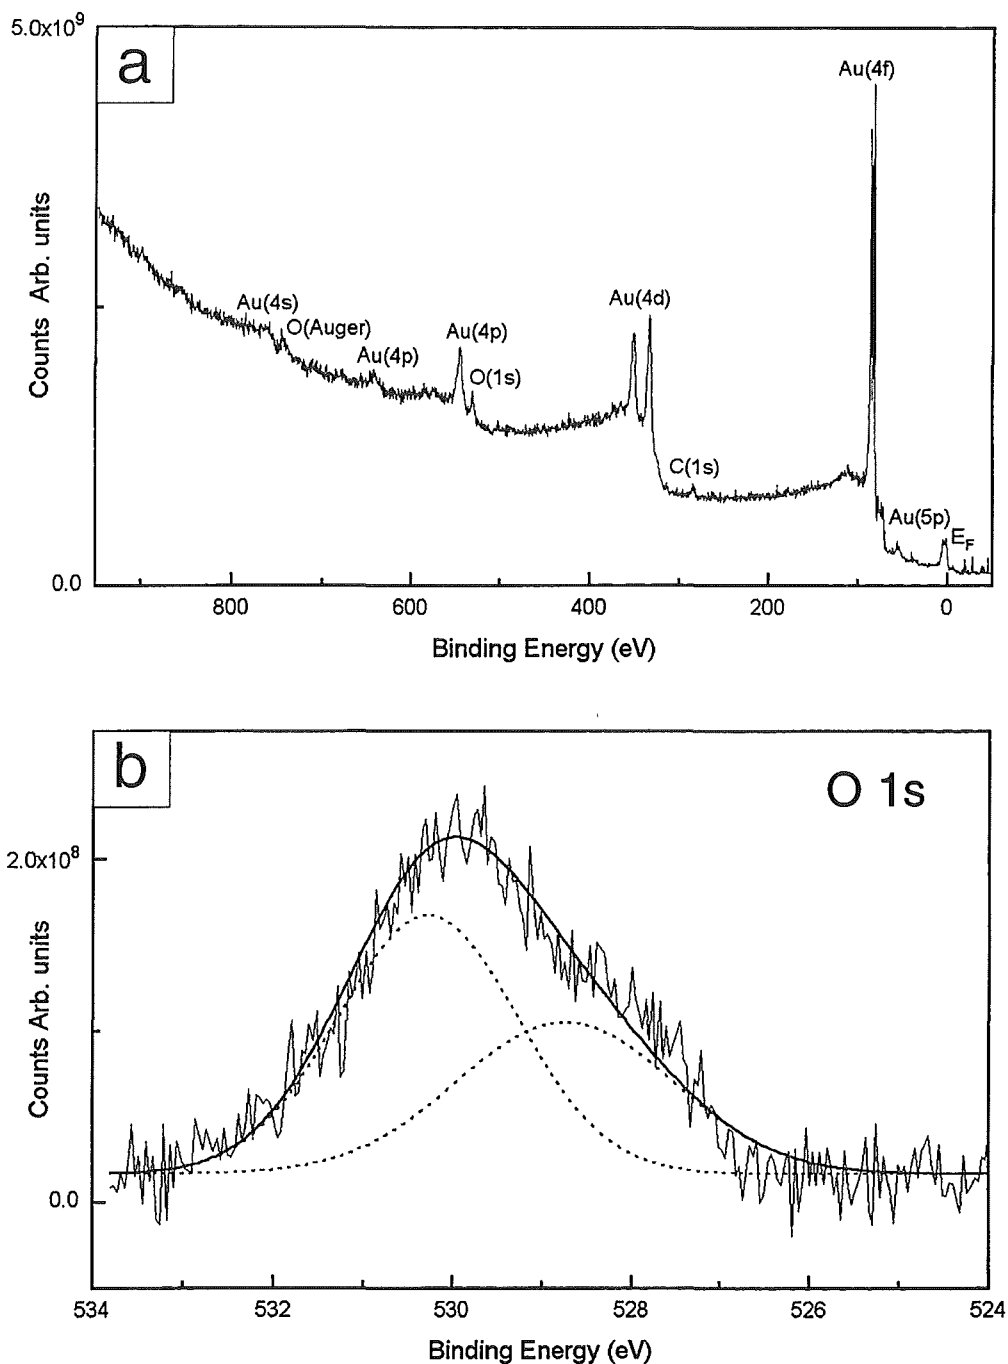 5.0x10⁹
a
Au(4f)
Au(4s)
O(Auger)
Au(4p)
Au(4p)
O(1s)
Au(4d)
C(1s)
Au(5p)
E_F
Counts Arb. units
0.0
800 600 400 200 0
Binding Energy (eV)
b
O 1s
2.0x10⁸
Counts Arb. units
0.0
534 532 530 528 526 524
Binding Energy (eV)